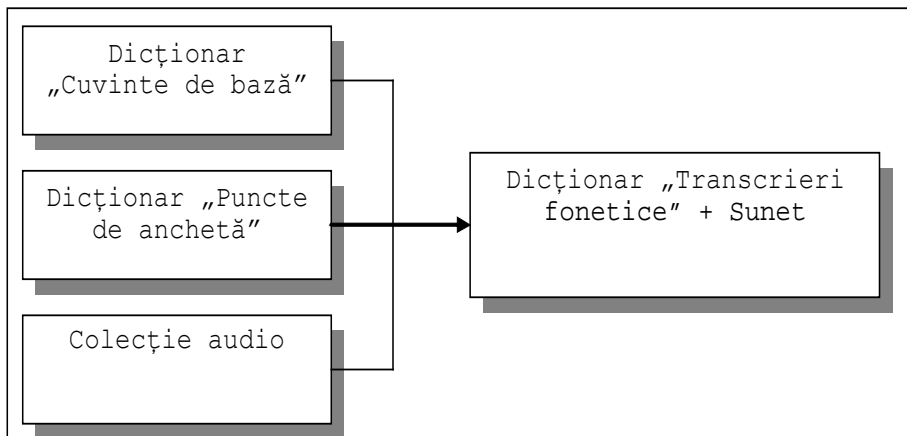 Dicționar
„Cuvinte de bază”
Dicționar „Puncte
de anchetă”
Colecție audio
Dicționar „Transcrieri
fonetice” + Sunet